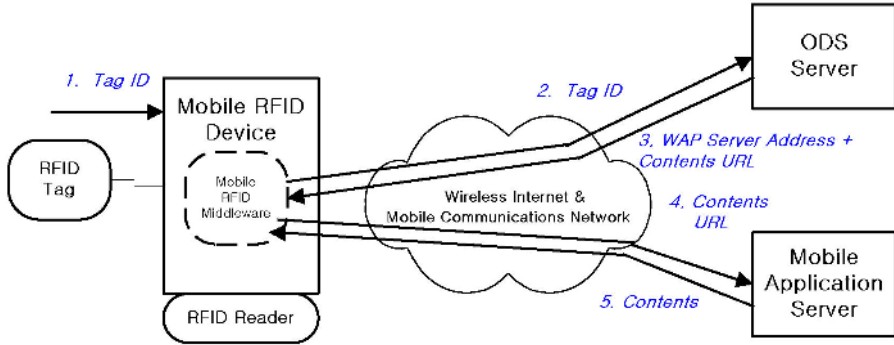 ODS
Server
1. Tag ID
2. Tag ID
Mobile RFID
Device
3, WAP Server Address +
Contents URL
RFID
Tag
Mobile
RFID
Middleware
Wireless Internet &
Mobile Communications Network
4, Contents
URL
Mobile
Application
Server
5. Contents
RFID Reader